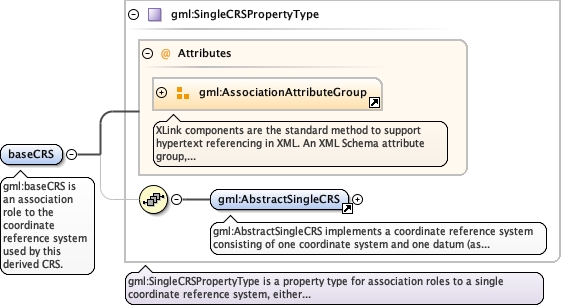 gml:SingleCRSPropertyType
@ Attributes
gml:AssociationAttributeGroup
XLink components are the standard method to support
hypertext referencing in XML. An XML Schema attribute
group,...
baseCRS
gml:baseCRS is
an association
role to the
coordinate
reference system
used by this
derived CRS.
gml:AbstractSingleCRS
gml:AbstractSingleCRS implements a coordinate reference system
consisting of one coordinate system and one datum (as...
gml:SingleCRSPropertyType is a property type for association roles to a single
coordinate reference system, either...